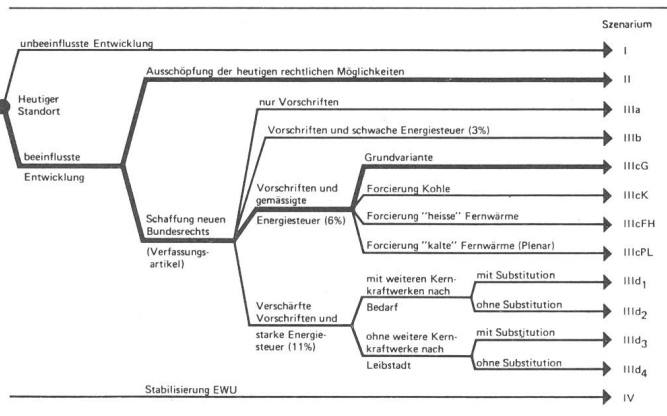 Szenarium
unbeeinflusste Entwicklung
I
Ausschöpfung der heutigen rechtlichen Möglichkeiten
II
Heutiger
Standort
nur Vorschriften
IIIa
Vorschriften und schwache Energiesteuer (3%)
IIIb
beeinflusste
Entwicklung
Grundvariante
IIIcG
Vorschriften und
gemässigte
Energiesteuer (6%)
Forcierung Kohle
IIIcK
Schaffung neuen
Bundesrechts
(Verfassungs-
artikel)
Forcierung "heisse" Fernwärme
IIIcFH
Forcierung "kalte" Fernwärme (Plenar)
IIIcPL
mit weiteren Kern-
kraftwerken nach
Bedarf
mit Substitution
IIId1
Verschärfte
Vorschriften und
starke Energie-
steuer (11%)
ohne Substitution
IIId2
ohne weitere Kern-
kraftwerke nach
Leibstadt
mit Substitution
IIId3
ohne Substitution
IIId4
Stabilisierung EWU
IV